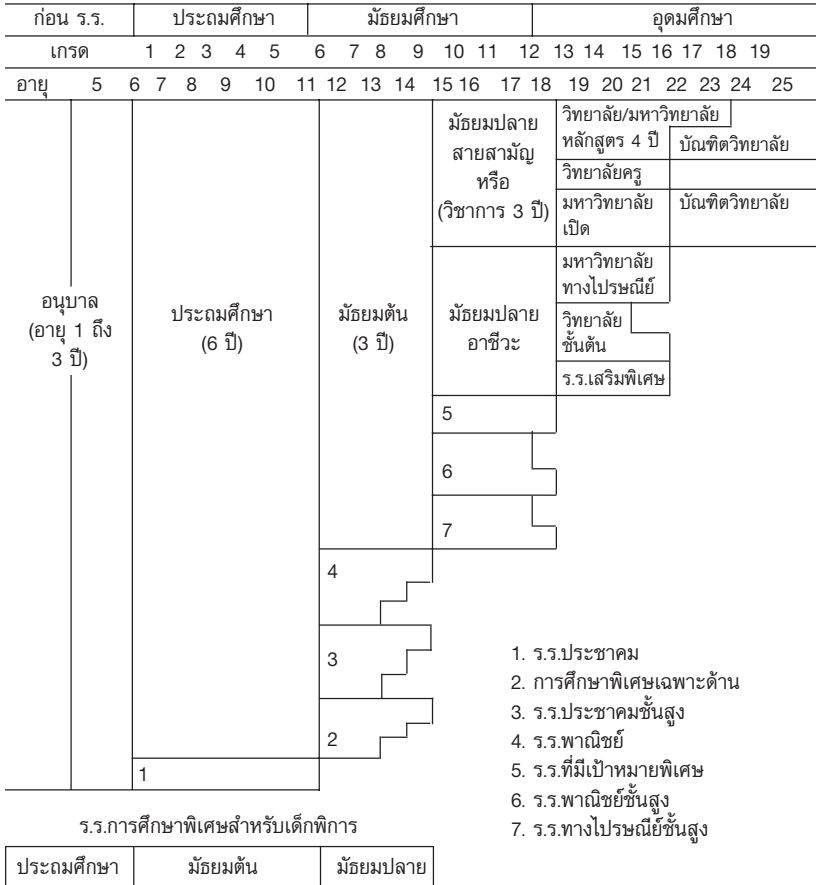 ก่อน ร.ร. ประถมศึกษา มัธยมศึกษา อุดมศึกษา
เกรด 1 2 3 4 5 6 7 8 9 10 11 12 13 14 15 16 17 18 19
อายุ 5 6 7 8 9 10 11 12 13 14 15 16 17 18 19 20 21 22 23 24 25
อนุบาล
(อายุ 1 ถึง
3 ปี)
ประถมศึกษา
(6 ปี)
มัธยมต้น
(3 ปี)
มัธยมปลาย
สายสามัญ
หรือ
(วิชาการ 3 ปี)
มัธยมปลาย
อาชีวะ
วิทยาลัย/มหาวิทยาลัย
หลักสูตร 4 ปี
บัณฑิตวิทยาลัย
วิทยาลัยครู
มหาวิทยาลัย
เปิด
บัณฑิตวิทยาลัย
มหาวิทยาลัย
ทางไปรษณีย์
วิทยาลัย
ชั้นต้น
ร.ร.เสริมพิเศษ
5
6
7
4
3
2
1
1. ร.ร.ประชาคม
2. การศึกษาพิเศษเฉพาะด้าน
3. ร.ร.ประชาคมชั้นสูง
4. ร.ร.พาณิชย์
5. ร.ร.ที่มีเป้าหมายพิเศษ
6. ร.ร.พาณิชย์ชั้นสูง
7. ร.ร.ทางไปรษณีย์ชั้นสูง
ร.ร.การศึกษาพิเศษสำหรับเด็กพิการ
ประถมศึกษา มัธยมต้น มัธยมปลาย